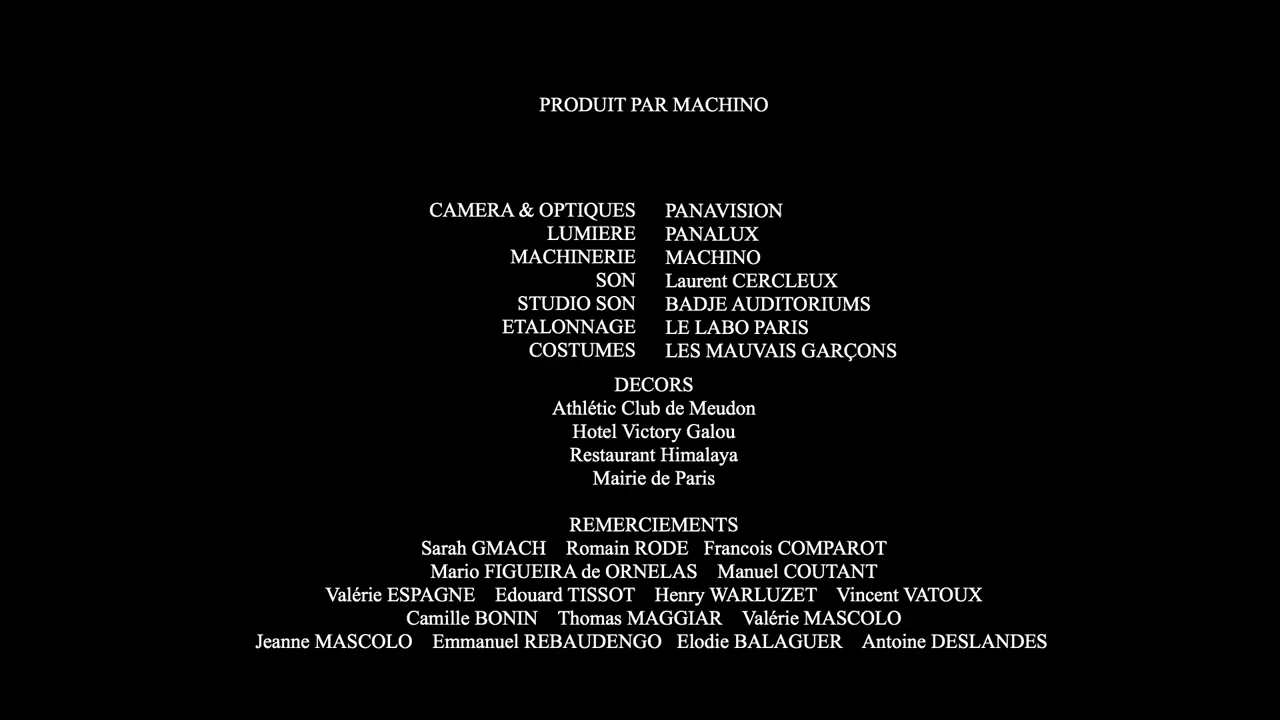 PRODUIT PAR MACHINO
CAMERA & OPTIQUES PANAVISION
LUMIERE PANALUX
MACHINERIE MACHINO
SON Laurent CERCLEUX
STUDIO SON BADJE AUDITORIUMS
ETALONNAGE LE LABO PARIS
COSTUMES LES MAUVAIS GARÇONS
DECORS
Athlétic Club de Meudon
Hotel Victory Galou
Restaurant Himalaya
Mairie de Paris
REMERCIEMENTS
Sarah GMACH Romain RODE Francois COMPAROT
Mario FIGUEIRA de ORNELAS Manuel COUTANT
Valérie ESPAGNE Edouard TISSOT Henry WARLUZET Vincent VATOUX
Camille BONIN Thomas MAGGIAR Valérie MASCOLO
Jeanne MASCOLO Emmanuel REBAUDENGO Elodie BALAGUER Antoine DESLANDES